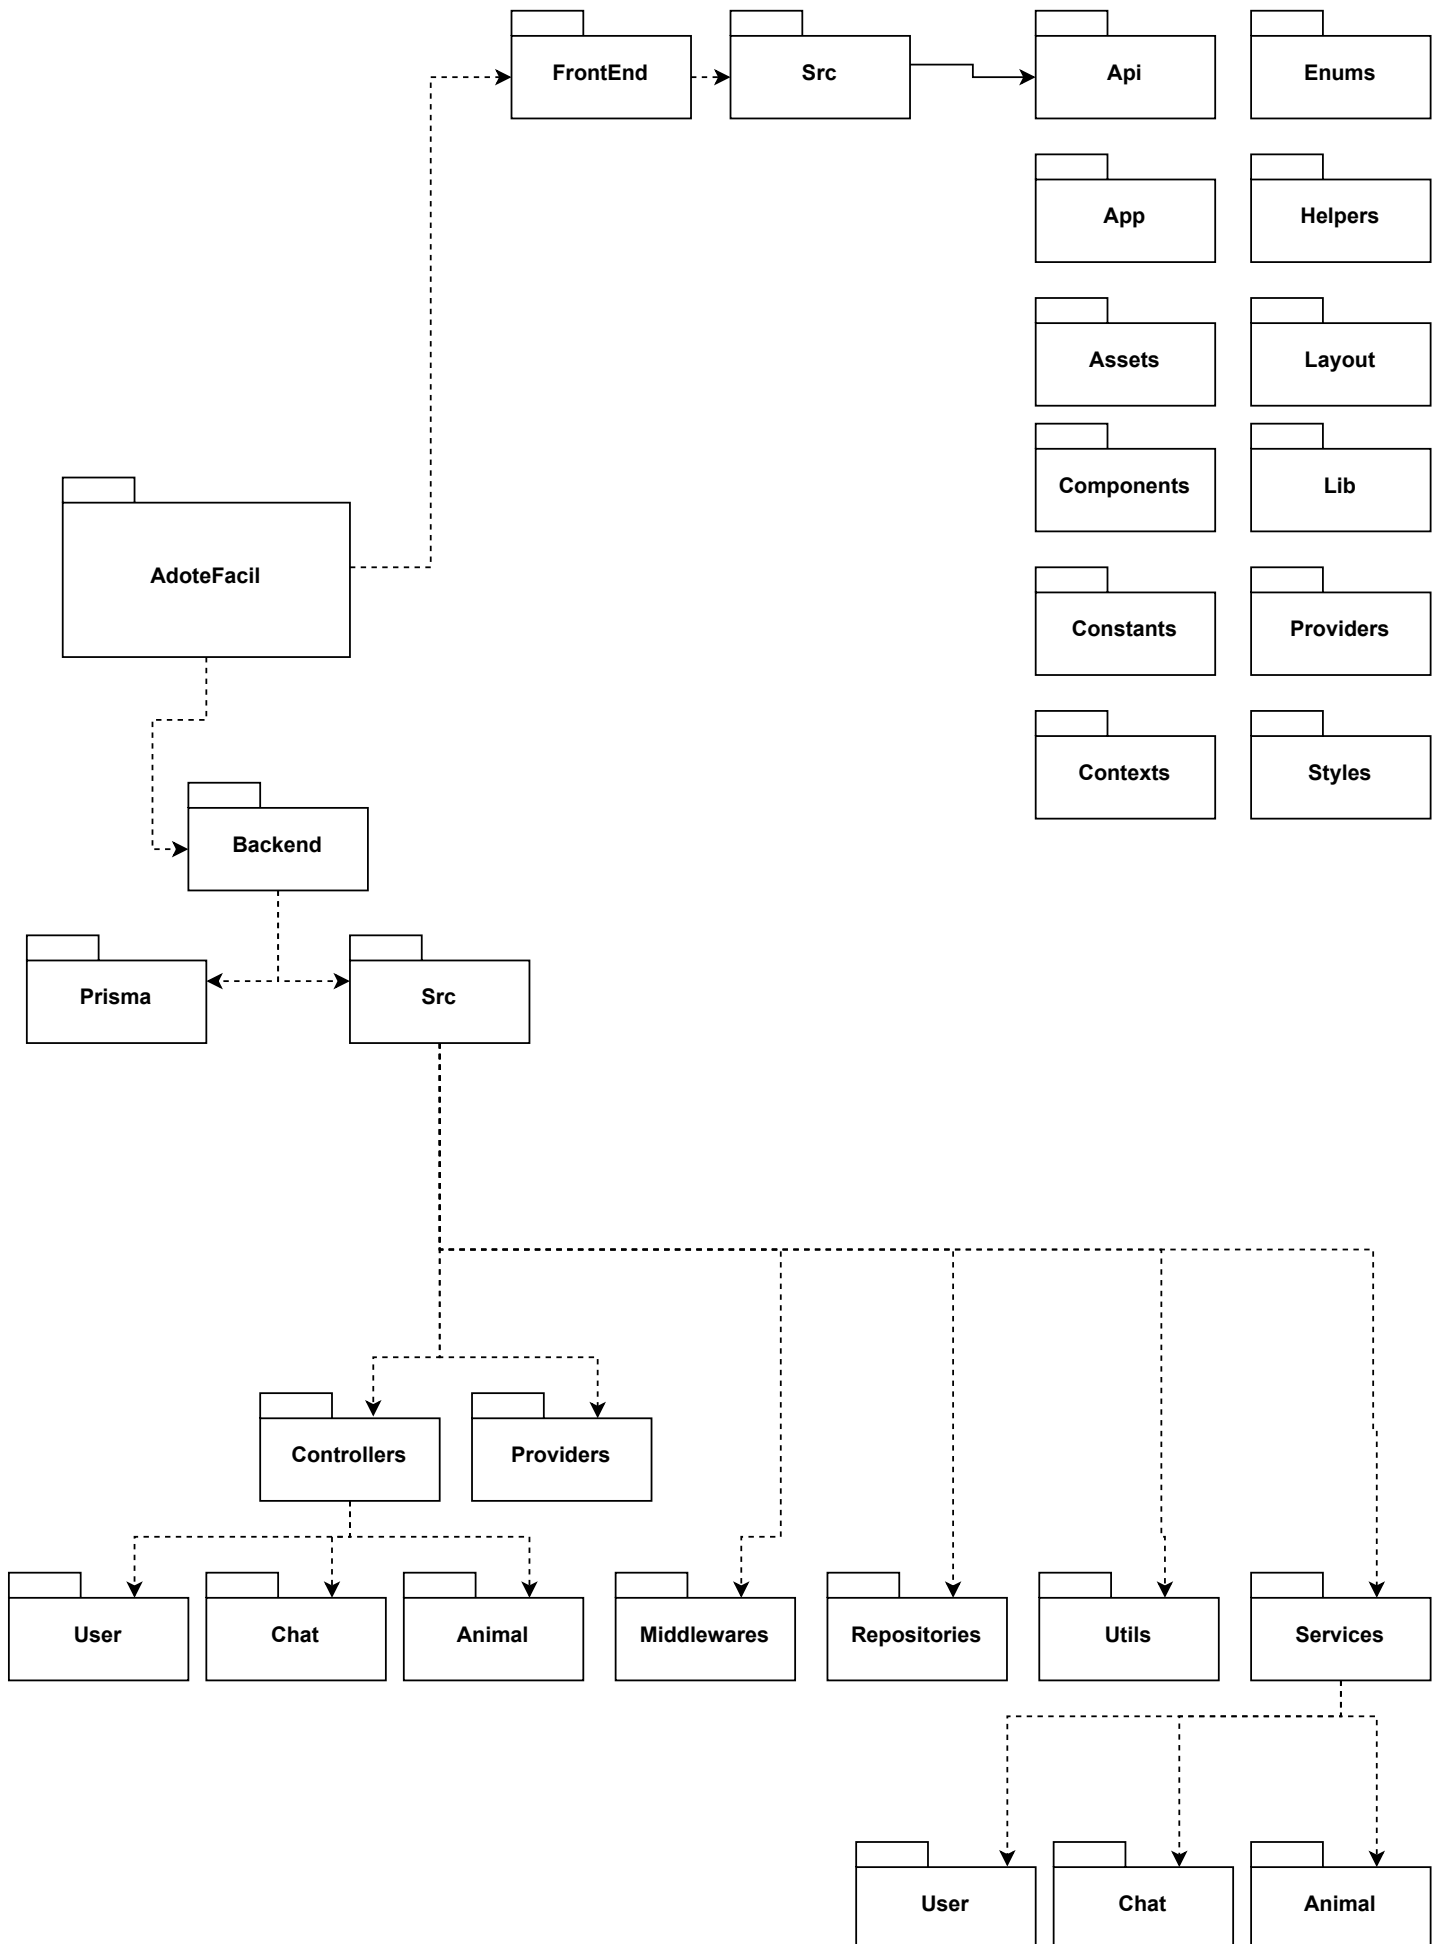 FrontEnd
Src
Api
Enums
App
Helpers
Assets
Layout
Components
Lib
AdoteFacil
Constants
Providers
Contexts
Styles
Backend
Prisma
Src
Controllers
Providers
User
Chat
Animal
Middlewares
Repositories
Utils
Services
User
Chat
Animal